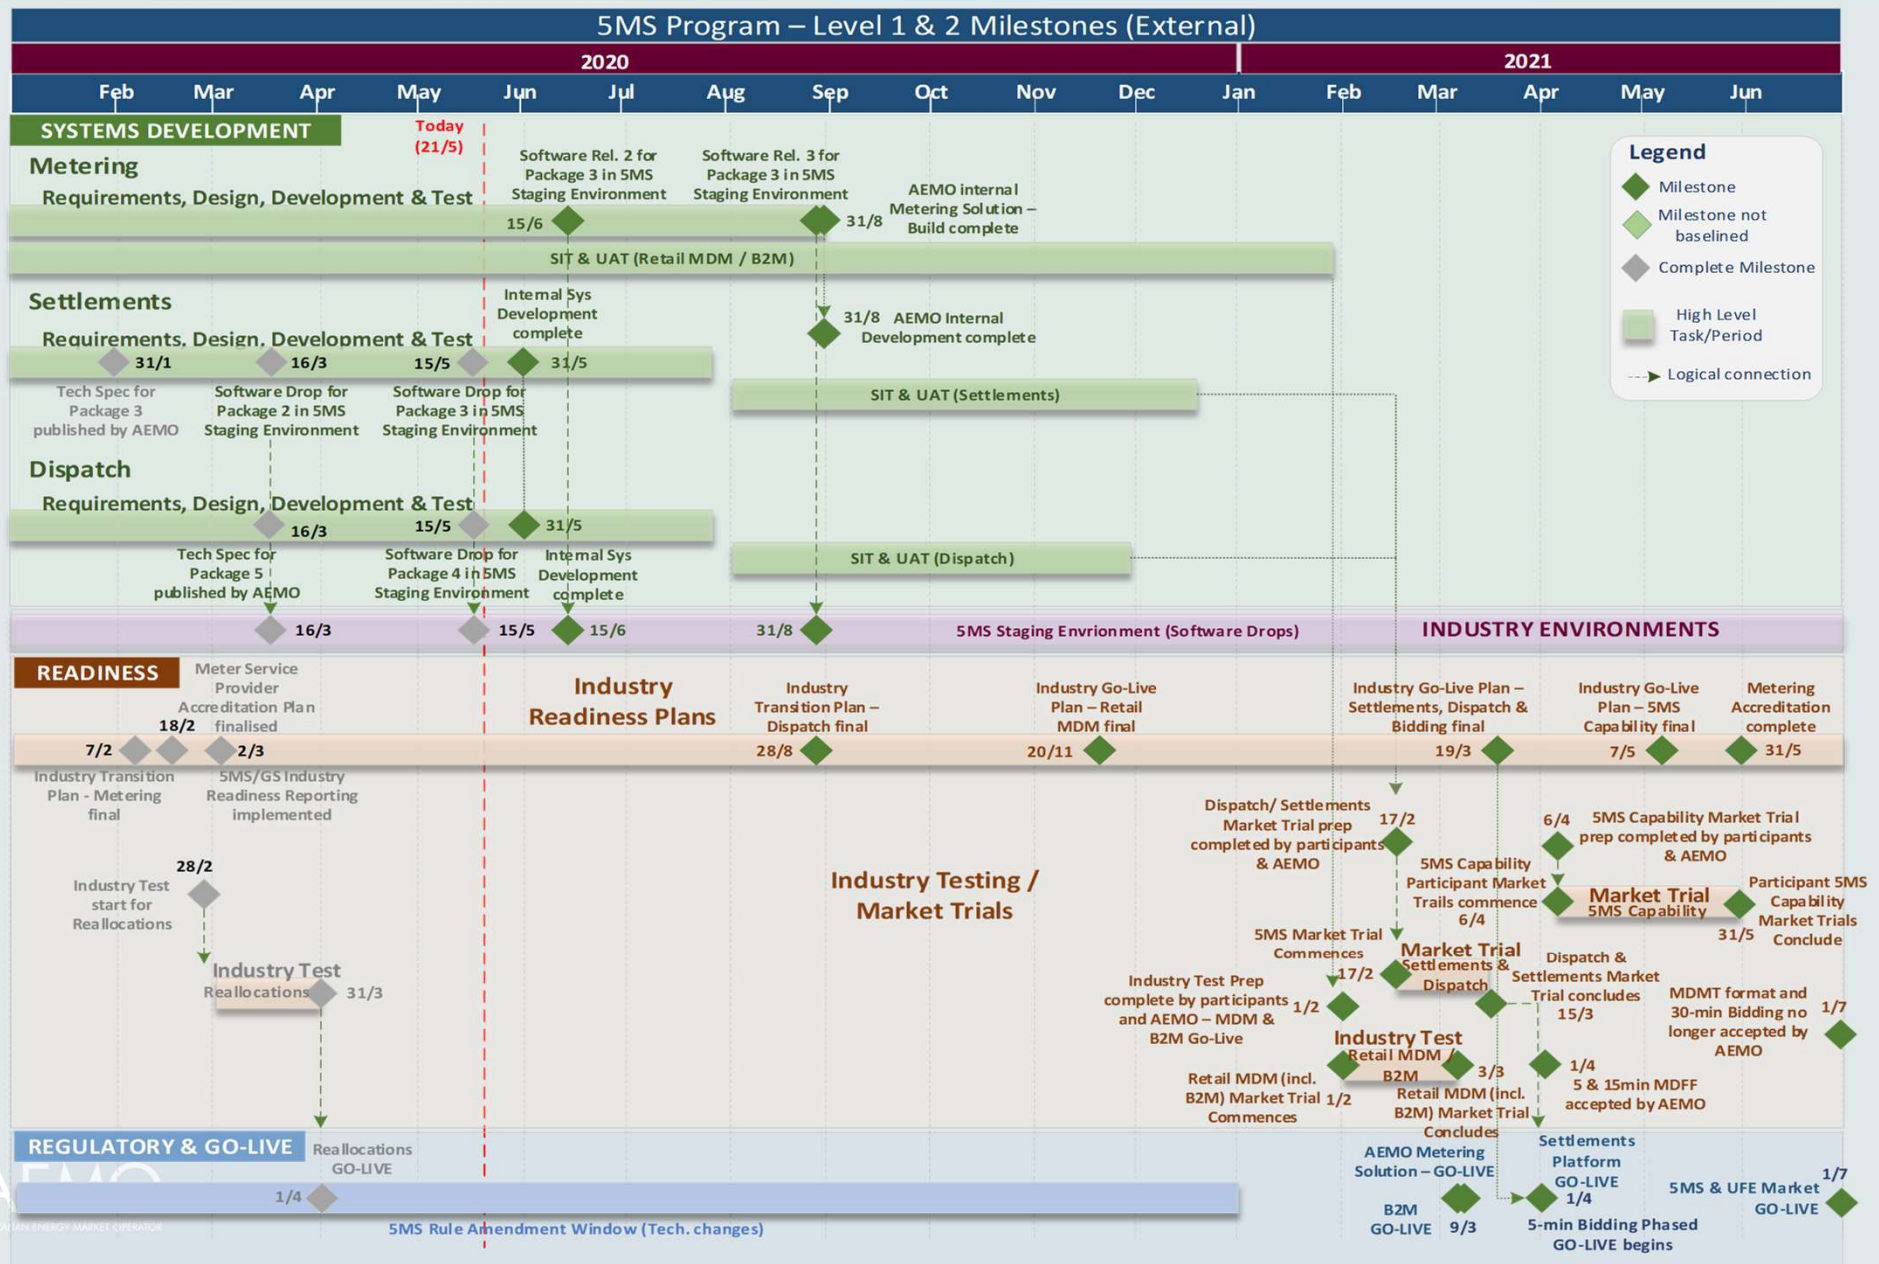 5MS Program – Level 1 & 2 Milestones (External)
2020
2021
Feb Mar Apr May Jun Jul Aug Sep Oct Nov Dec Jan Feb Mar Apr May Jun
SYSTEMS DEVELOPMENT
Today
(21/5)
Legend
Milestone
Milestone not
baselined
Complete Milestone
High Level
Task/Period
Logical connection
Metering
Requirements, Design, Development & Test
Software Rel. 2 for
Package 3 in 5MS
Staging Environment
15/6
Software Rel. 3 for
Package 3 in 5MS
Staging Environment
31/8
AEMO internal
Metering Solution –
Build complete
SIT & UAT (Retail MDM / B2M)
Settlements
Requirements, Design, Development & Test
Internal Sys
Development
complete
31/8 AEMO Internal
Development complete
31/1
16/3
15/5
31/5
Tech Spec for
Package 3
published by AEMO
Software Drop for
Package 2 in 5MS
Staging Environment
Software Drop for
Package 3 in 5MS
Staging Environment
SIT & UAT (Settlements)
Dispatch
Requirements, Design, Development & Test
16/3
15/5
31/5
Tech Spec for
Package 5
published by AEMO
Software Drop for
Package 4 in 5MS
Staging Environment
Internal Sys
Development
complete
SIT & UAT (Dispatch)
16/3
15/5
15/6
31/8
5MS Staging Envrionment (Software Drops)
INDUSTRY ENVIRONMENTS
READINESS
Meter Service
Provider
Accreditation Plan
finalised
18/2
7/2
2/3
Industry Transition
Plan - Metering
final
5MS/GS Industry
Readiness Reporting
implemented
Industry
Readiness Plans
Industry
Transition Plan –
Dispatch final
28/8
Industry Go-Live
Plan – Retail
MDM final
20/11
Industry Go-Live Plan –
Settlements, Dispatch &
Bidding final
19/3
Industry Go-Live
Plan – 5MS
Capability final
7/5
Metering
Accreditation
complete
31/5
28/2
Industry Test
start for
Reallocations
Industry Test
Reallocations
31/3
Industry Testing /
Market Trials
Dispatch/ Settlements
Market Trial prep
completed by participants
& AEMO
17/2
6/4
5MS Capability Market Trial
prep completed by participants
& AEMO
5MS Capability
Participant Market
Trails commence
6/4
Market Trial
5MS Capability
Participant 5MS
Capability
Market Trials
Conclude
31/5
5MS Market Trial
Commences
17/2
Market Trial
Settlements &
Dispatch
Dispatch &
Settlements Market
Trial concludes
15/3
Industry Test Prep
complete by participants
and AEMO – MDM &
B2M Go-Live
1/2
MDMT format and
30-min Bidding no
longer accepted by
AEMO
1/7
Industry Test
Retail MDM /
B2M
Retail MDM (incl.
B2M) Market Trial
Commences
1/2
3/3
Retail MDM (incl.
B2M) Market Trial
Concludes
1/4
5 & 15min MDFF
accepted by AEMO
REGULATORY & GO-LIVE
Reallocations
GO-LIVE
1/4
5MS Rule Amendment Window (Tech. changes)
AEMO Metering
Solution – GO-LIVE
B2M
GO-LIVE
9/3
Settlements
Platform
GO-LIVE
1/4
5-min Bidding Phased
GO-LIVE begins
5MS & UFE Market
GO-LIVE
1/7
AEMO